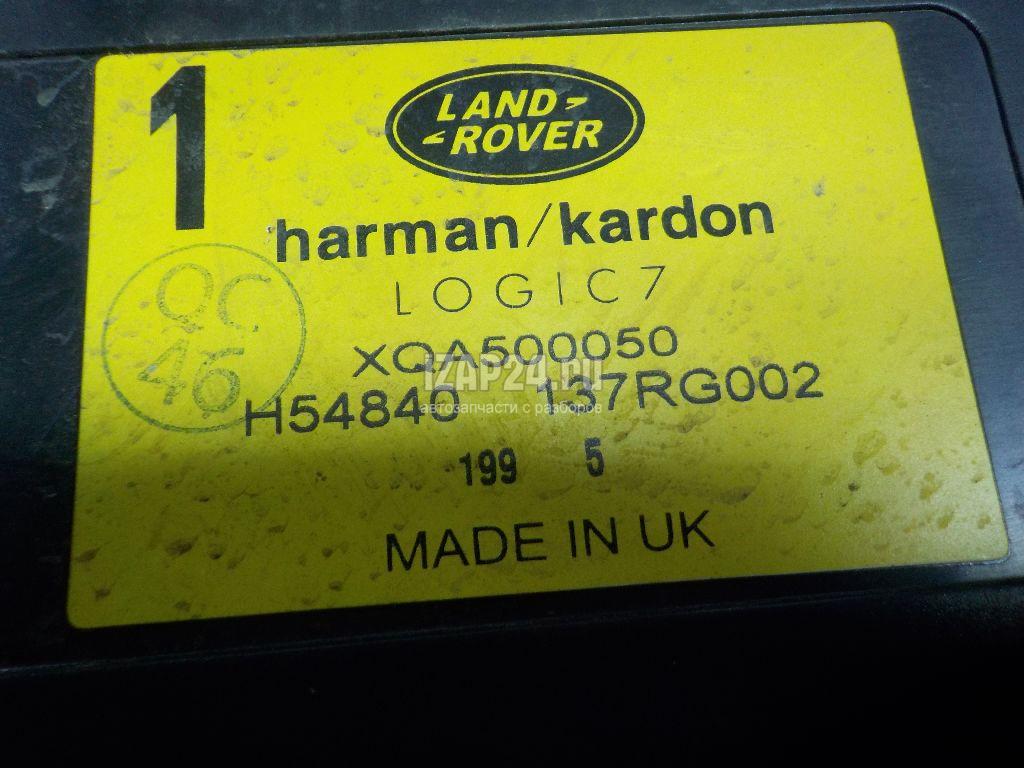 1
LAND
ROVER
harman/kardon
LOGIC7
QC
46
XQA500050
IZAP24.RU
H54840 137RG002
автозапчасти с разборов
199 5
MADE IN UK